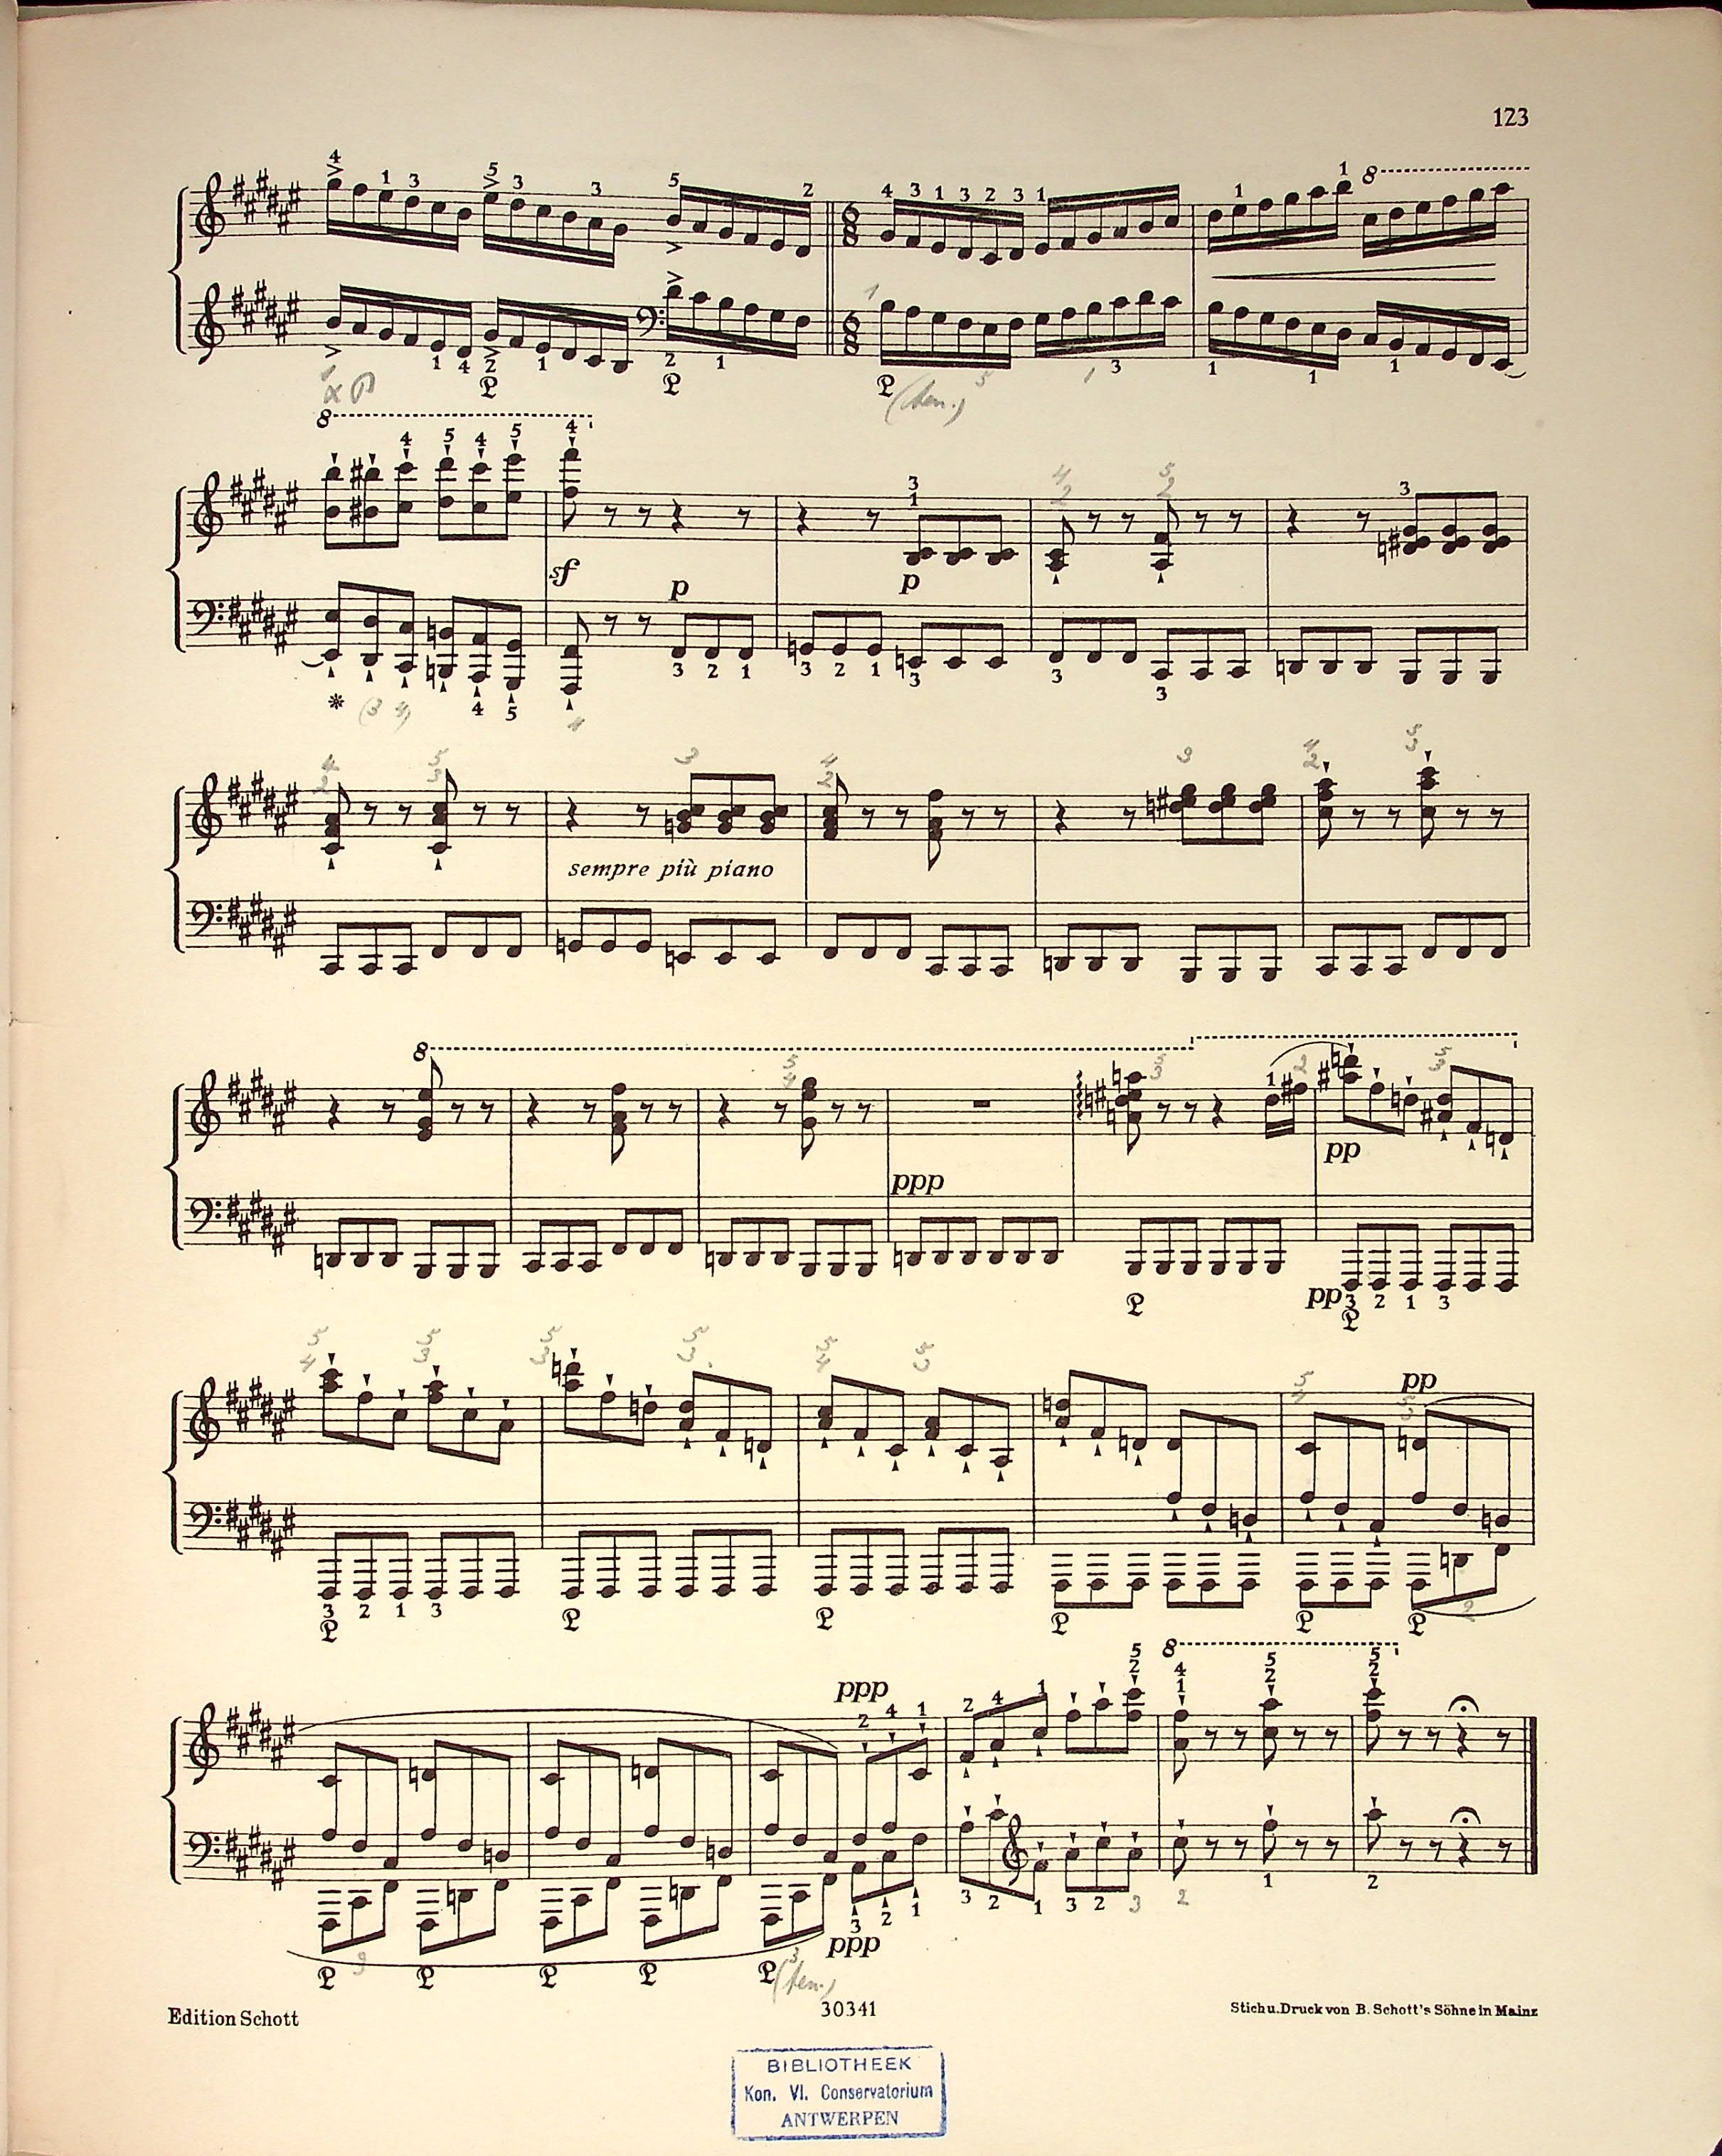 123
sf
p
p
sempre più piano
ppp
pp
pp
pp
ppp
ppp
Edition Schott
30341
Stich u. Druck von B. Schott's Söhne in Mainz
BIBLIOTHEEK
Kon. Vl. Conservatorium
ANTWERPEN